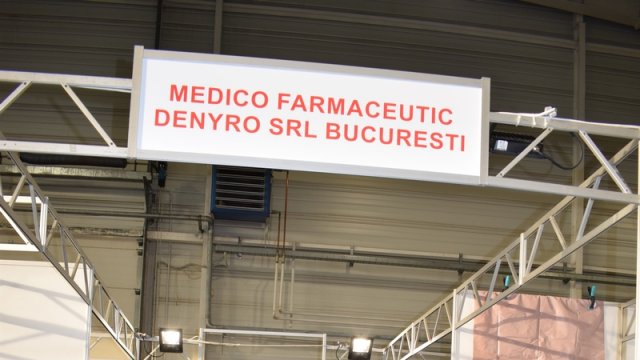 MEDICO FARMACEUTIC
DENYRO SRL BUCURESTI